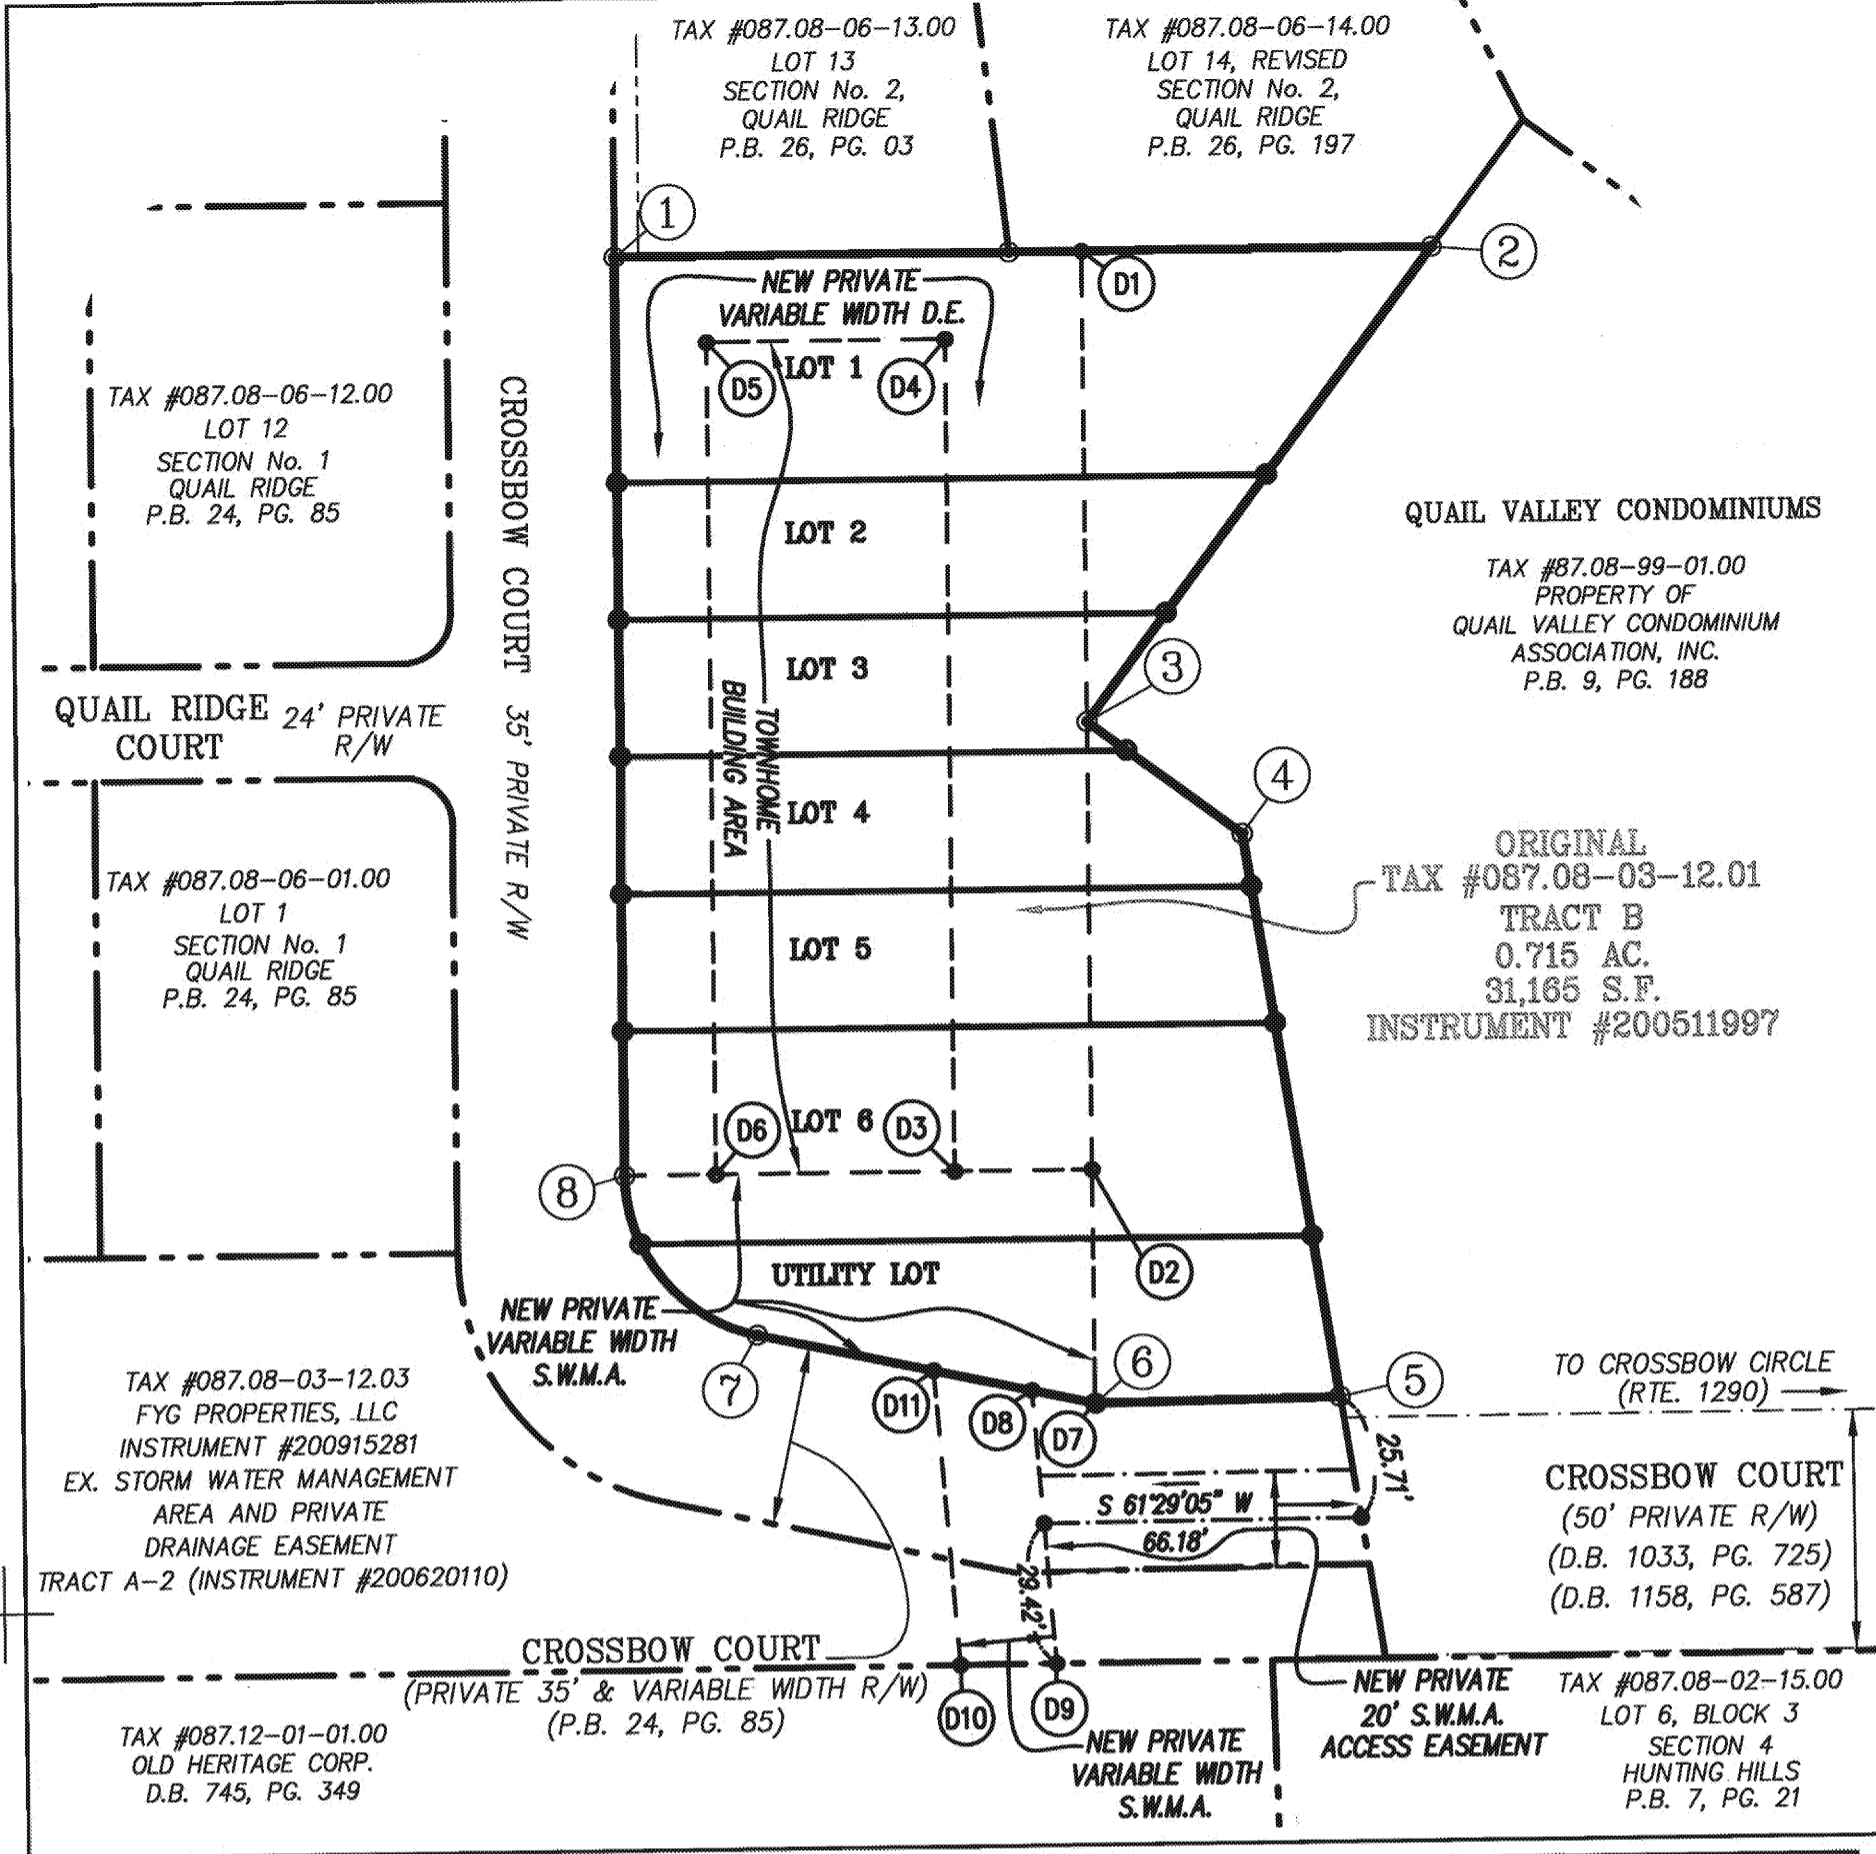 TAX #087.08-06-13.00
LOT 13
SECTION No. 2,
QUAIL RIDGE
P.B. 26, PG. 03
TAX #087.08-06-14.00
LOT 14, REVISED
SECTION No. 2,
QUAIL RIDGE
P.B. 26, PG. 197
1
2
D1
NEW PRIVATE
VARIABLE WIDTH D.E.
LOT 1
D5
D4
TAX #087.08-06-12.00
LOT 12
SECTION No. 1
QUAIL RIDGE
P.B. 24, PG. 85
CROSSBOW COURT 35' PRIVATE R/W
LOT 2
QUAIL VALLEY CONDOMINIUMS
TAX #87.08-99-01.00
PROPERTY OF
QUAIL VALLEY CONDOMINIUM
ASSOCIATION, INC.
P.B. 9, PG. 188
LOT 3
3
QUAIL RIDGE
COURT
24' PRIVATE
R/W
TOWNHOME
BUILDING AREA
4
LOT 4
ORIGINAL
TAX #087.08-03-12.01
TRACT B
0.715 AC.
31,165 S.F.
INSTRUMENT #200511997
TAX #087.08-06-01.00
LOT 1
SECTION No. 1
QUAIL RIDGE
P.B. 24, PG. 85
LOT 5
D6
LOT 6
D3
8
D2
UTILITY LOT
NEW PRIVATE
VARIABLE WIDTH
S.W.M.A.
7
6
5
D11
D8
D7
TO CROSSBOW CIRCLE
(RTE. 1290)
TAX #087.08-03-12.03
FYG PROPERTIES, LLC
INSTRUMENT #200915281
EX. STORM WATER MANAGEMENT
AREA AND PRIVATE
DRAINAGE EASEMENT
TRACT A-2 (INSTRUMENT #200620110)
25.71'
S 61°29'05" W
66.18'
29.42'
CROSSBOW COURT
(50' PRIVATE R/W)
(D.B. 1033, PG. 725)
(D.B. 1158, PG. 587)
CROSSBOW COURT
(PRIVATE 35' & VARIABLE WIDTH R/W)
(P.B. 24, PG. 85)
D10
D9
NEW PRIVATE
VARIABLE WIDTH
S.W.M.A.
NEW PRIVATE
20' S.W.M.A.
ACCESS EASEMENT
TAX #087.08-02-15.00
LOT 6, BLOCK 3
SECTION 4
HUNTING HILLS
P.B. 7, PG. 21
TAX #087.12-01-01.00
OLD HERITAGE CORP.
D.B. 745, PG. 349